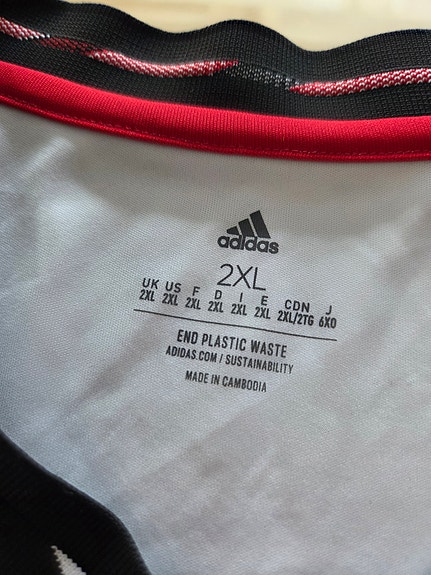 adidas
2XL
UK US F D I E CDN J
2XL 2XL 2XL 2XL 2XL 2XL 2XL/2TG 6XO
END PLASTIC WASTE
ADIDAS.COM / SUSTAINABILITY
MADE IN CAMBODIA